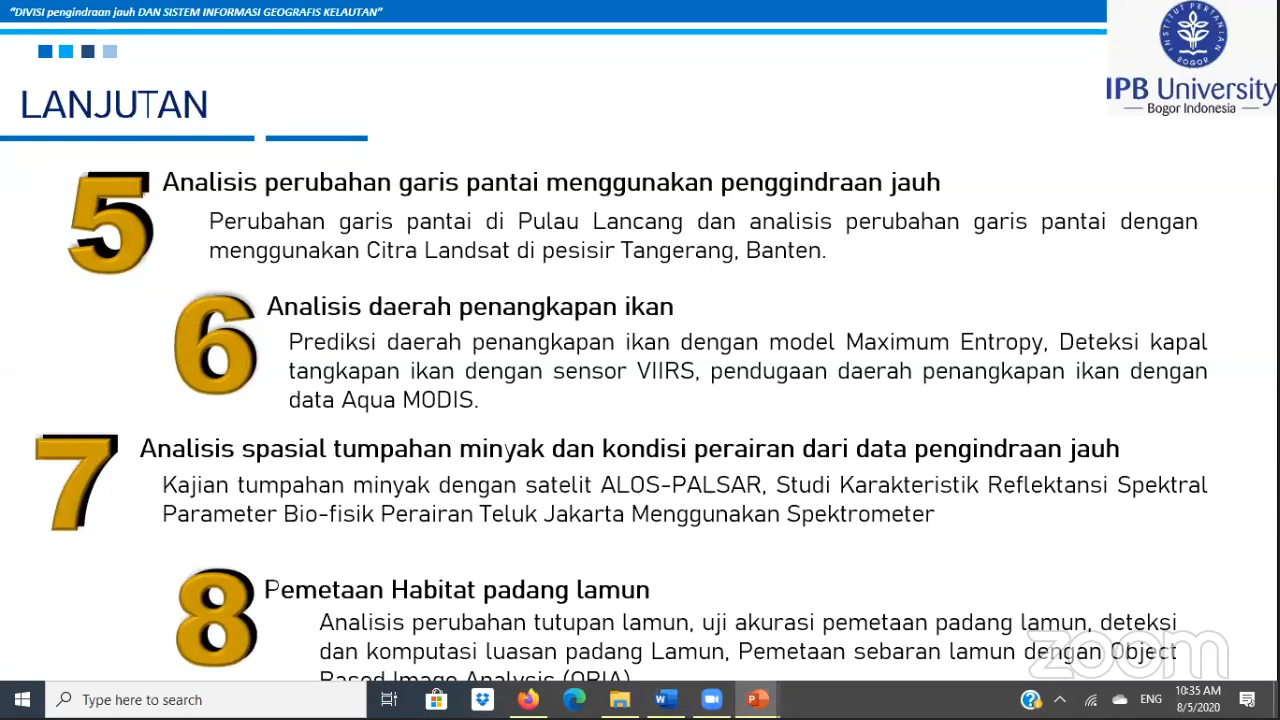 “DIVISI pengindraan jauh DAN SISTEM INFORMASI GEOGRAFIS KELAUTAN”
INSTITUT PERTANIAN
BOGOR
IPB University
Bogor Indonesia
LANJUTAN
5
Analisis perubahan garis pantai menggunakan penggindraan jauh
Perubahan garis pantai di Pulau Lancang dan analisis perubahan garis pantai dengan
menggunakan Citra Landsat di pesisir Tangerang, Banten.
6
Analisis daerah penangkapan ikan
Prediksi daerah penangkapan ikan dengan model Maximum Entropy, Deteksi kapal
tangkapan ikan dengan sensor VIIRS, pendugaan daerah penangkapan ikan dengan
data Aqua MODIS.
7
Analisis spasial tumpahan minyak dan kondisi perairan dari data pengindraan jauh
Kajian tumpahan minyak dengan satelit ALOS-PALSAR, Studi Karakteristik Reflektansi Spektral
Parameter Bio-fisik Perairan Teluk Jakarta Menggunakan Spektrometer
8
Pemetaan Habitat padang lamun
Analisis perubahan tutupan lamun, uji akurasi pemetaan padang lamun, deteksi
dan komputasi luasan padang Lamun, Pemetaan sebaran lamun dengan Object
Based Image Analysis (OBIA)
zoom
Type here to search
ENG
10:35 AM
8/5/2020